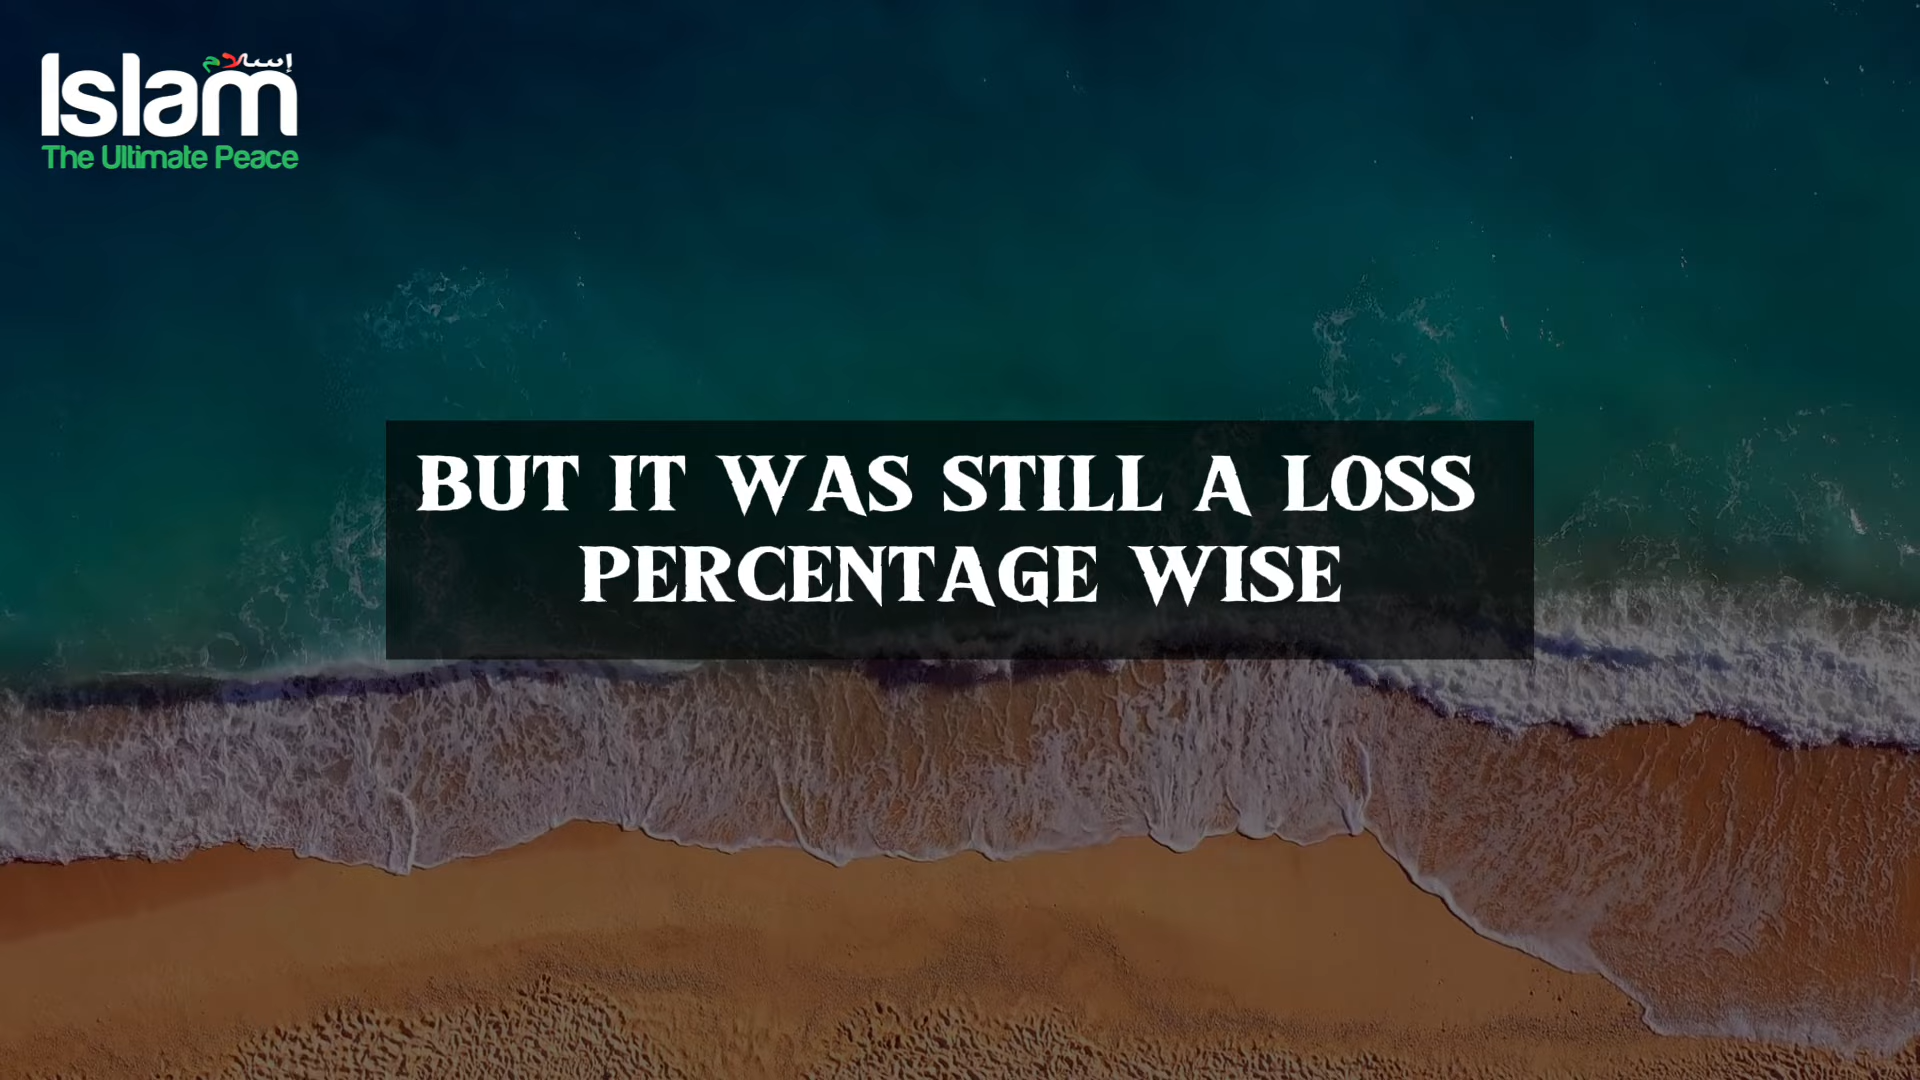 إسلام
Islam
The Ultimate Peace
BUT IT WAS STILL A LOSS
PERCENTAGE WISE